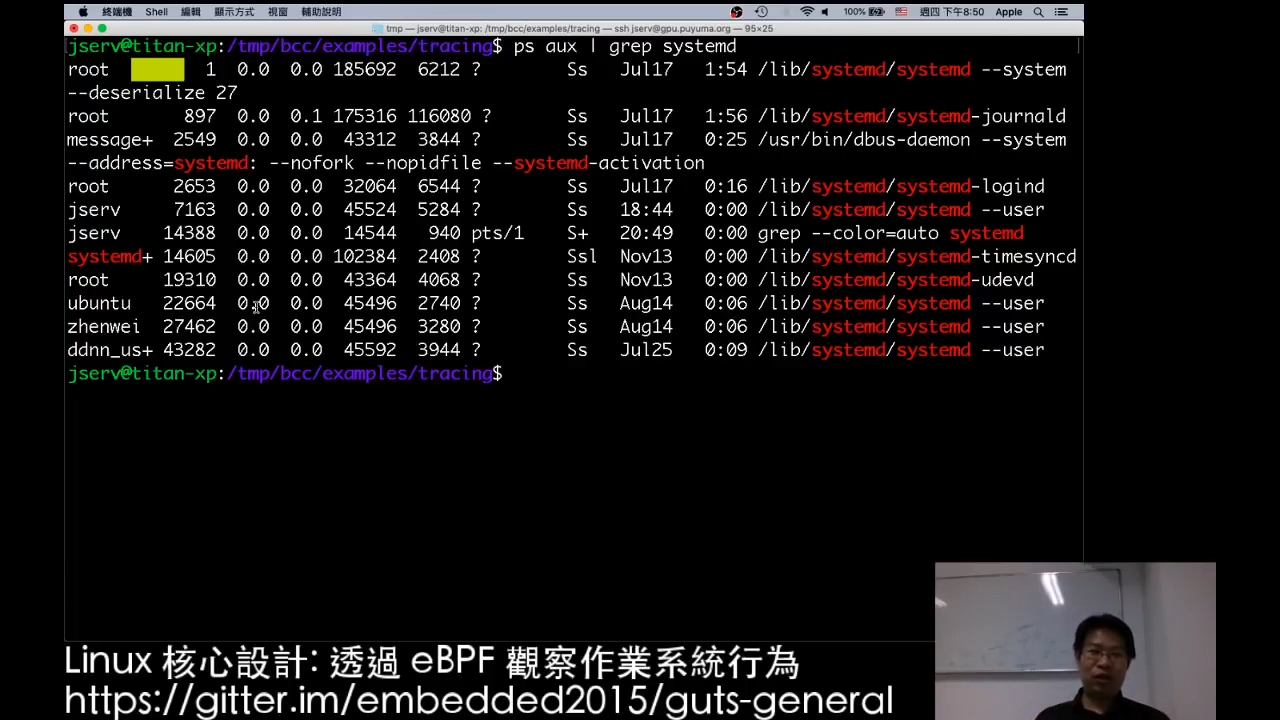 終端機 Shell 編輯 顯示方式 視窗 輔助說明 100% 週四 下午8:50 Apple
tmp — jserv@titan-xp: /tmp/bcc/examples/tracing — ssh jserv@gpu.puyuma.org — 95×25
jserv@titan-xp:/tmp/bcc/examples/tracing$ ps aux | grep systemd
root 1 0.0 0.0 185692 6212 ? Ss Jul17 1:54 /lib/systemd/systemd --system
--deserialize 27
root 897 0.0 0.1 175316 116080 ? Ss Jul17 1:56 /lib/systemd/systemd-journald
message+ 2549 0.0 0.0 43312 3844 ? Ss Jul17 0:25 /usr/bin/dbus-daemon --system
--address=systemd: --nofork --nopidfile --systemd-activation
root 2653 0.0 0.0 32064 6544 ? Ss Jul17 0:16 /lib/systemd/systemd-logind
jserv 7163 0.0 0.0 45524 5284 ? Ss 18:44 0:00 /lib/systemd/systemd --user
jserv 14388 0.0 0.0 14544 940 pts/1 S+ 20:49 0:00 grep --color=auto systemd
systemd+ 14605 0.0 0.0 102384 2408 ? Ssl Nov13 0:00 /lib/systemd/systemd-timesyncd
root 19310 0.0 0.0 43364 4068 ? Ss Nov13 0:00 /lib/systemd/systemd-udevd
ubuntu 22664 0.0 0.0 45496 2740 ? Ss Aug14 0:06 /lib/systemd/systemd --user
zhenwei 27462 0.0 0.0 45496 3280 ? Ss Aug14 0:06 /lib/systemd/systemd --user
ddnn_us+ 43282 0.0 0.0 45592 3944 ? Ss Jul25 0:09 /lib/systemd/systemd --user
jserv@titan-xp:/tmp/bcc/examples/tracing$
Linux 核心設計: 透過 eBPF 觀察作業系統行為
https://gitter.im/embedded2015/guts-general